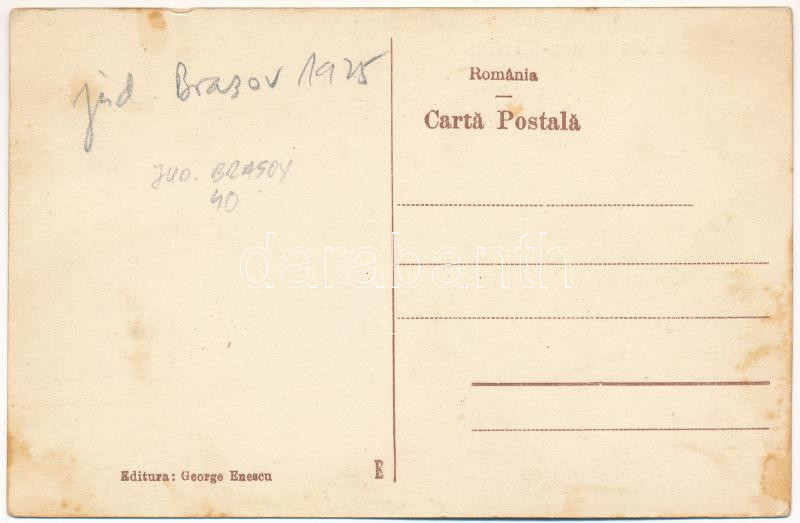 jud Brasov 1925
JUD. BRASOV
40
România
Cartă Postală
darabanth
Editura: George Enescu